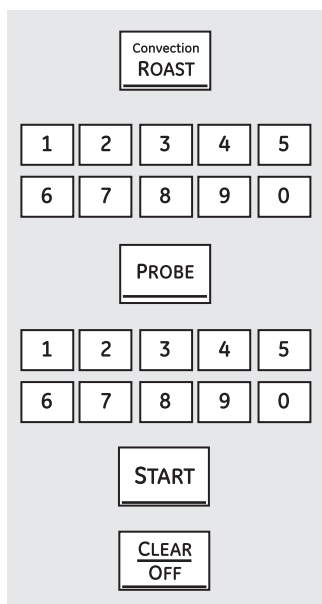 Convection
ROAST
1 2 3 4 5
6 7 8 9 0
PROBE
1 2 3 4 5
6 7 8 9 0
START
CLEAR
OFF